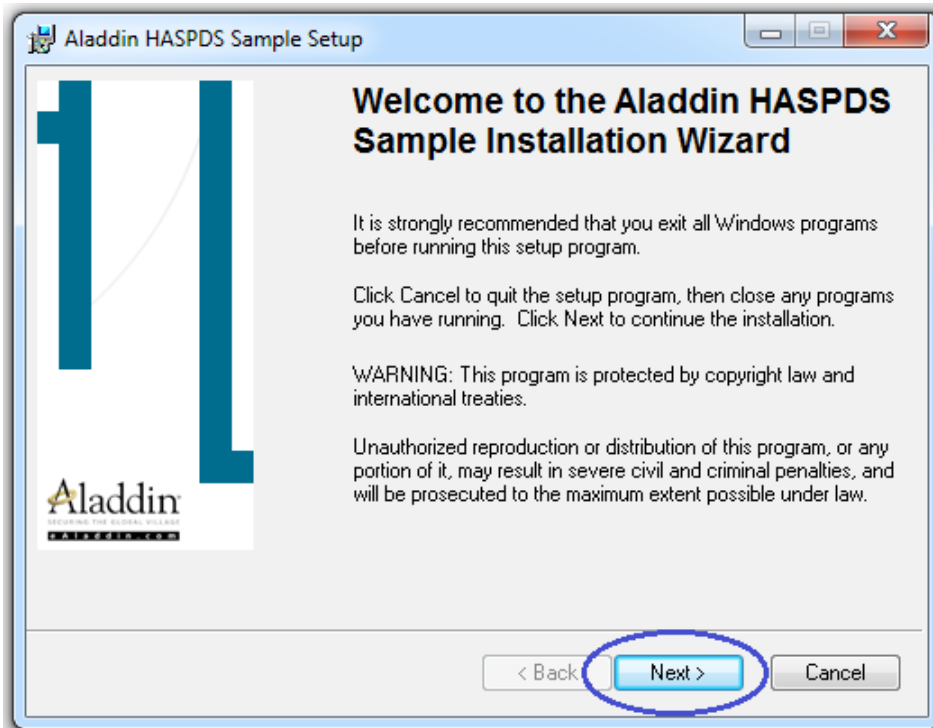 Aladdin HASPDS Sample Setup
Welcome to the Aladdin HASPDS
Sample Installation Wizard
It is strongly recommended that you exit all Windows programs
before running this setup program.
Click Cancel to quit the setup program, then close any programs
you have running.  Click Next to continue the installation.
WARNING: This program is protected by copyright law and
international treaties.
Unauthorized reproduction or distribution of this program, or any
portion of it, may result in severe civil and criminal penalties, and
will be prosecuted to the maximum extent possible under law.
Aladdin
SECURING THE GLOBAL VILLAGE
eAladdin.com
< Back
Next >
Cancel